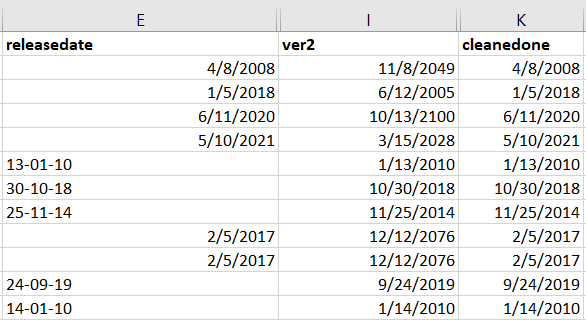 E I K
releasedate ver2 cleanedone
4/8/2008 11/8/2049 4/8/2008
1/5/2018 6/12/2005 1/5/2018
6/11/2020 10/13/2100 6/11/2020
5/10/2021 3/15/2028 5/10/2021
13-01-10 1/13/2010 1/13/2010
30-10-18 10/30/2018 10/30/2018
25-11-14 11/25/2014 11/25/2014
2/5/2017 12/12/2076 2/5/2017
2/5/2017 12/12/2076 2/5/2017
24-09-19 9/24/2019 9/24/2019
14-01-10 1/14/2010 1/14/2010